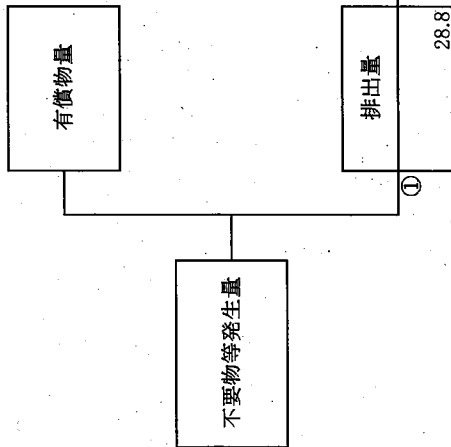 不要物等発生量
有償物量
排出量
①
28.8